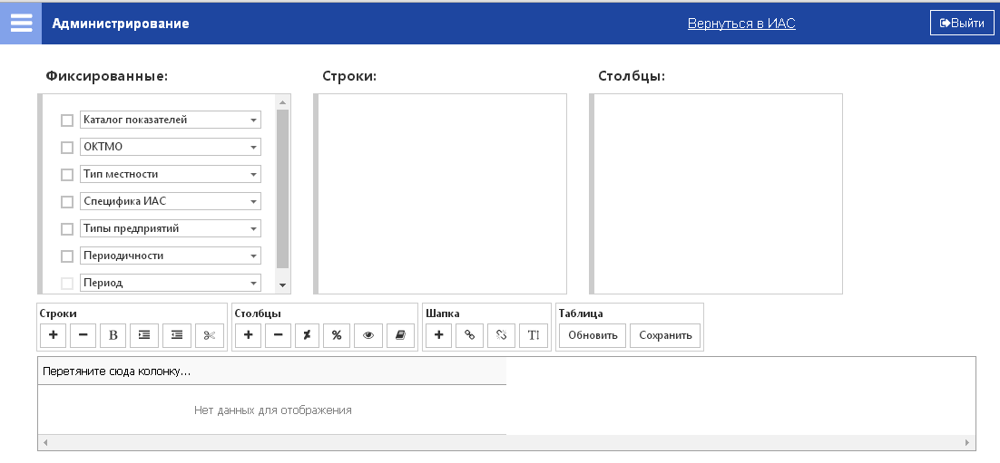 Администрирование
Вернуться в ИАС
Выйти
Фиксированные:
Строки:
Столбцы:
Каталог показателей
ОКТМО
Тип местности
Специфика ИАС
Типы предприятий
Периодичности
Период
Строки
Столбцы
Шапка
Таблица
B
%
TI
Обновить
Сохранить
Перетяните сюда колонку...
Нет данных для отображения